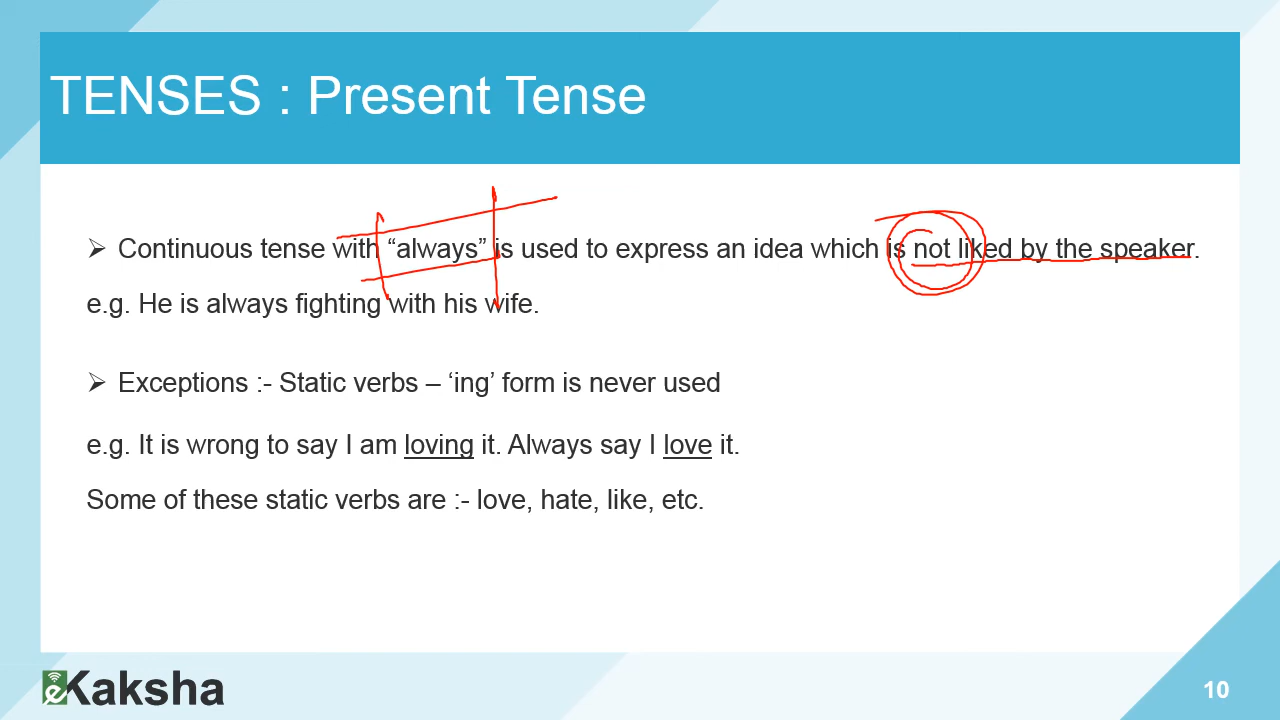 TENSES : Present Tense
➢ Continuous tense with “always” is used to express an idea which is not liked by the speaker.
e.g. He is always fighting with his wife.
➢ Exceptions :- Static verbs – ‘ing’ form is never used
e.g. It is wrong to say I am loving it. Always say I love it.
Some of these static verbs are :- love, hate, like, etc.
eKaksha
10